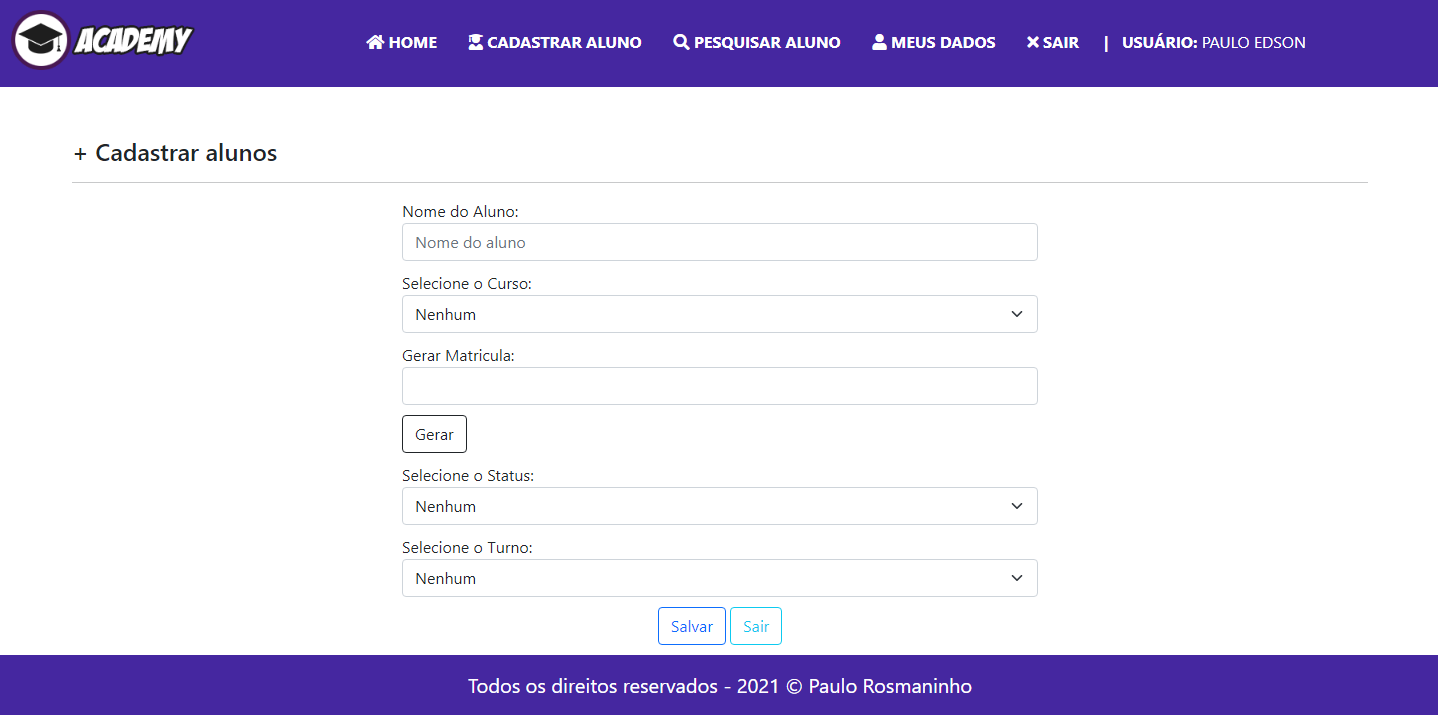 ACADEMY HOME CADASTRAR ALUNO PESQUISAR ALUNO MEUS DADOS SAIR | USUÁRIO: PAULO EDSON
+ Cadastrar alunos
Nome do Aluno:
Nome do aluno
Selecione o Curso:
Nenhum
Gerar Matricula:
Gerar
Selecione o Status:
Nenhum
Selecione o Turno:
Nenhum
Salvar Sair
Todos os direitos reservados - 2021 © Paulo Rosmaninho